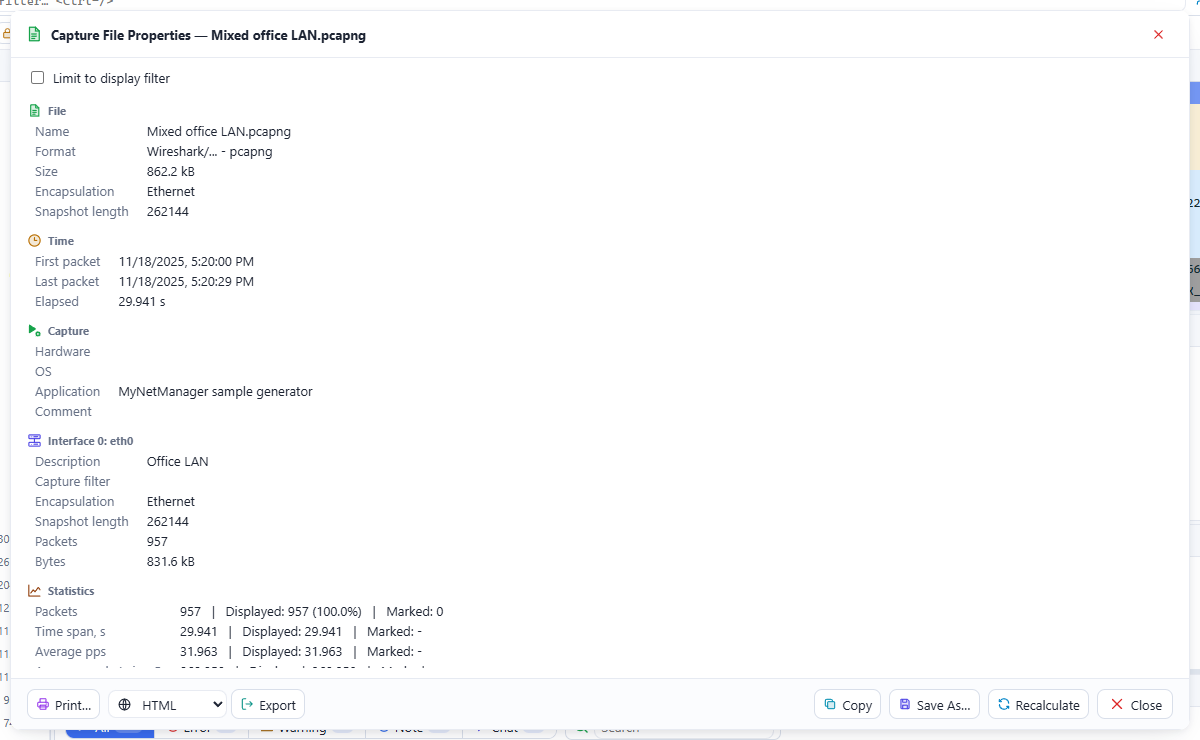 Capture File Properties — Mixed office LAN.pcapng
Limit to display filter
File
Name Mixed office LAN.pcapng
Format Wireshark/... - pcapng
Size 862.2 kB
Encapsulation Ethernet
Snapshot length 262144
Time
First packet 11/18/2025, 5:20:00 PM
Last packet 11/18/2025, 5:20:29 PM
Elapsed 29.941 s
Capture
Hardware
OS
Application MyNetManager sample generator
Comment
Interface 0: eth0
Description Office LAN
Capture filter
Encapsulation Ethernet
Snapshot length 262144
Packets 957
Bytes 831.6 kB
Statistics
Packets 957 | Displayed: 957 (100.0%) | Marked: 0
Time span, s 29.941 | Displayed: 29.941 | Marked: -
Average pps 31.963 | Displayed: 31.963 | Marked: -
Print... HTML Export Copy Save As... Recalculate Close